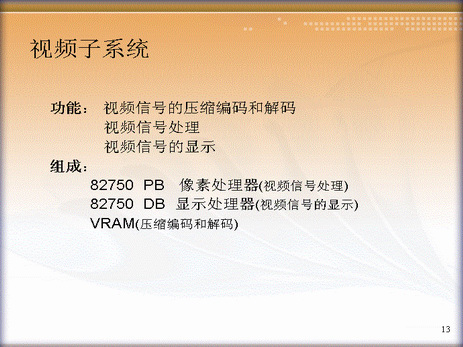 视频子系统
功能： 视频信号的压缩编码和解码
视频信号处理
视频信号的显示
组成：
82750 PB 像素处理器(视频信号处理)
82750 DB 显示处理器(视频信号的显示)
VRAM(压缩编码和解码)
13